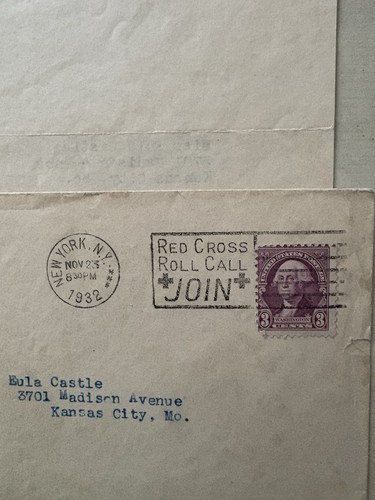 NEW YORK, N.Y.
NOV 23
8 30 PM
1932
RED CROSS
ROLL CALL
JOIN
UNITED STATES POSTAGE
3 WASHINGTON 3
CENTS
Eula Castle
3701 Madison Avenue
Kansas City, Mo.